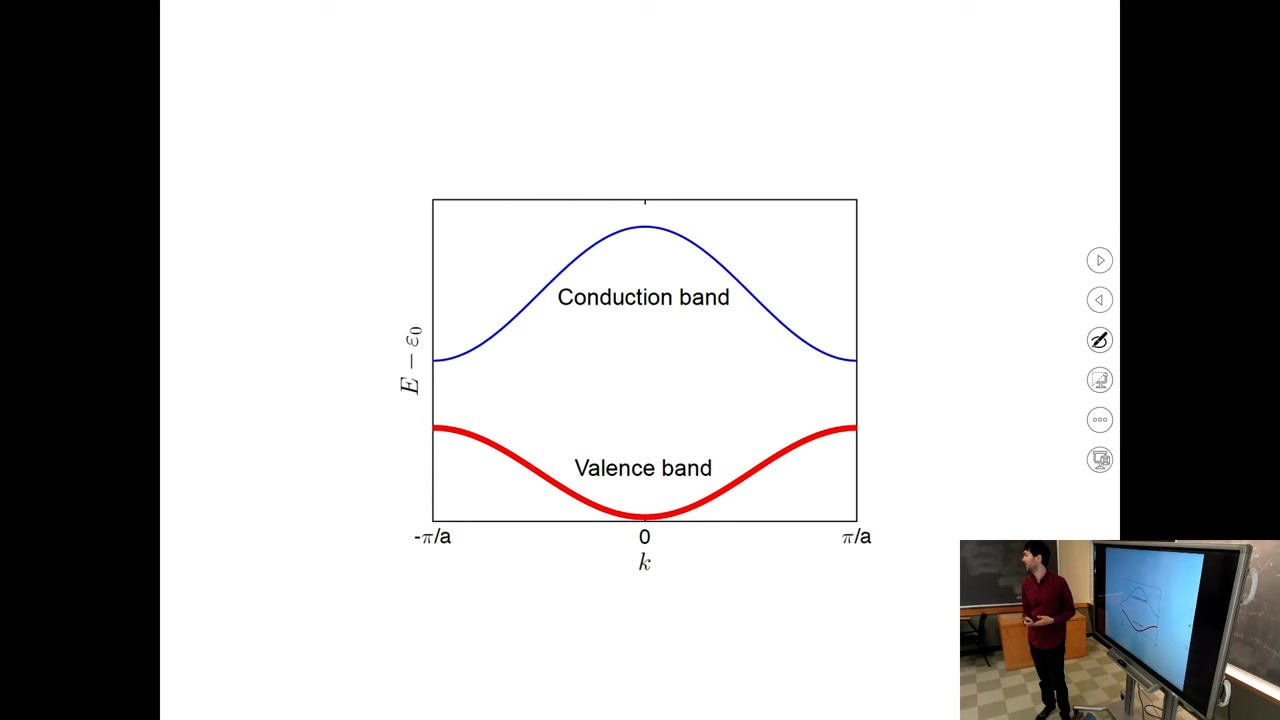 Conduction band
E − ε₀
Valence band
-π/a
0
π/a
k